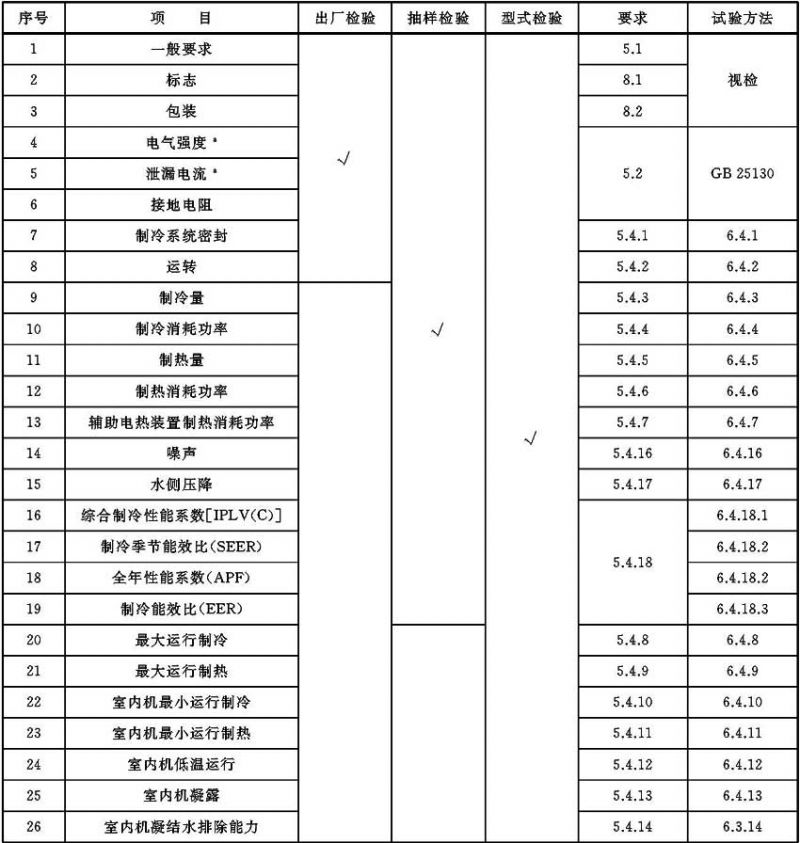 序号 项 目 出厂检验 抽样检验 型式检验 要求 试验方法
1 一般要求 √ √ √ 5.1 视检
2 标志 8.1
3 包装 8.2
4 电气强度ª 5.2 GB 25130
5 泄漏电流ª
6 接地电阻
7 制冷系统密封 5.4.1 6.4.1
8 运转 5.4.2 6.4.2
9 制冷量 5.4.3 6.4.3
10 制冷消耗功率 5.4.4 6.4.4
11 制热量 5.4.5 6.4.5
12 制热消耗功率 5.4.6 6.4.6
13 辅助电热装置制热消耗功率 5.4.7 6.4.7
14 噪声 5.4.16 6.4.16
15 水侧压降 5.4.17 6.4.17
16 综合制冷性能系数[IPLV(C)] 5.4.18 6.4.18.1
17 制冷季节能效比(SEER) 6.4.18.2
18 全年性能系数(APF) 6.4.18.2
19 制冷能效比(EER) 6.4.18.3
20 最大运行制冷 5.4.8 6.4.8
21 最大运行制热 5.4.9 6.4.9
22 室内机最小运行制冷 5.4.10 6.4.10
23 室内机最小运行制热 5.4.11 6.4.11
24 室内机低温运行 5.4.12 6.4.12
25 室内机凝露 5.4.13 6.4.13
26 室内机凝结水排除能力 5.4.14 6.3.14